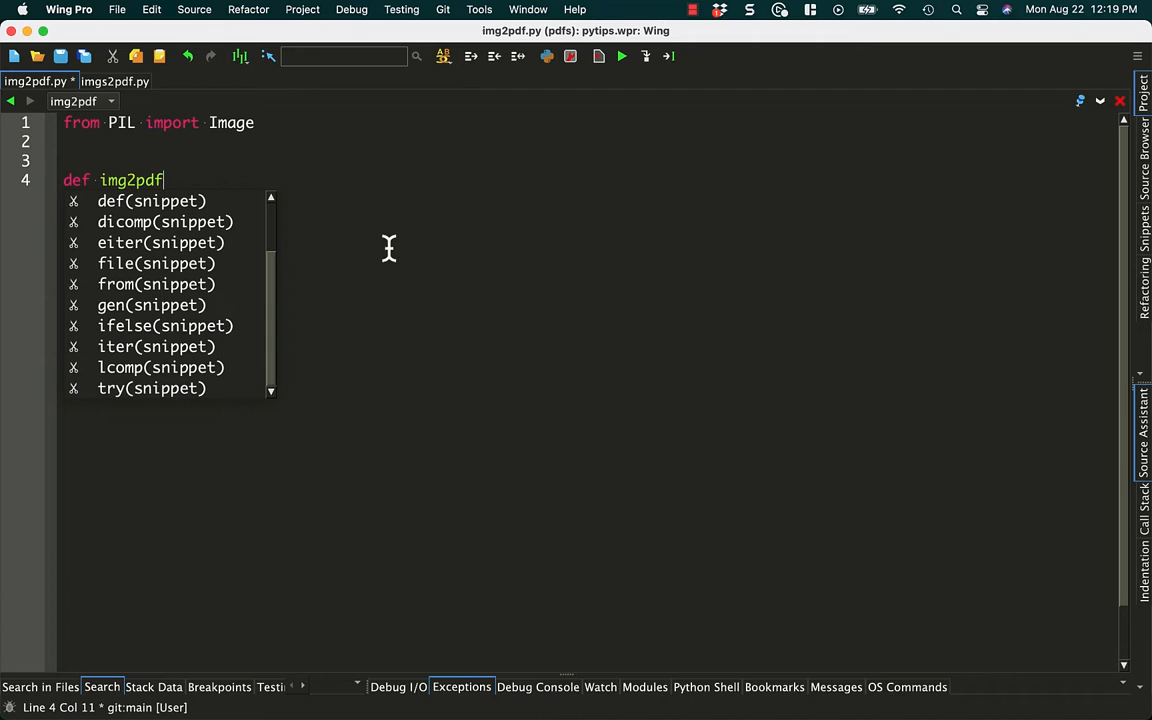 Wing Pro File Edit Source Refactor Project Debug Testing Git Tools Window Help Mon Aug 22 12:19 PM
img2pdf.py (pdfs): pytips.wpr: Wing
img2pdf.py * imgs2pdf.py
img2pdf
1 from PIL import Image
2
3
4 def img2pdf
def(snippet)
dicomp(snippet)
eiter(snippet)
file(snippet)
from(snippet)
gen(snippet)
ifelse(snippet)
iter(snippet)
lcomp(snippet)
try(snippet)
Project
Source Browser
Snippets
Refactoring
Source Assistant
Call Stack
Indentation
Search in Files Search Stack Data Breakpoints Testi Debug I/O Exceptions Debug Console Watch Modules Python Shell Bookmarks Messages OS Commands
Line 4 Col 11 * git:main [User]